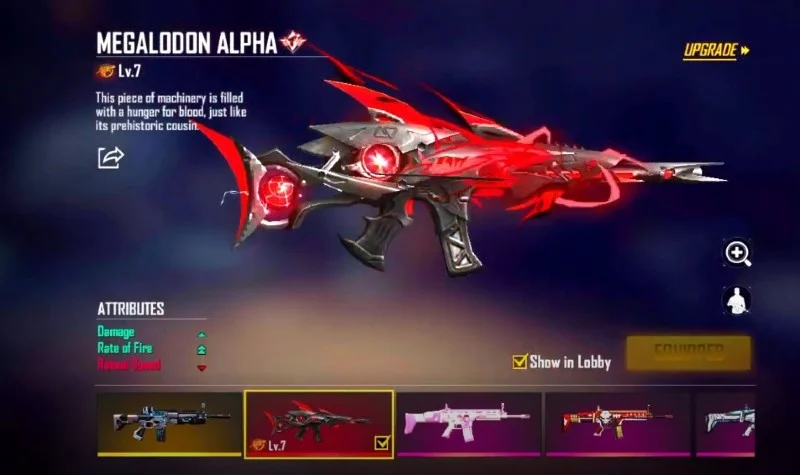 MEGALODON ALPHA
Lv.7
UPGRADE
This piece of machinery is filled
with a hunger for blood, just like
its prehistoric cousin.
ATTRIBUTES
Damage
Rate of Fire
Reload Speed
Show in Lobby
EQUIPPED
Lv.7